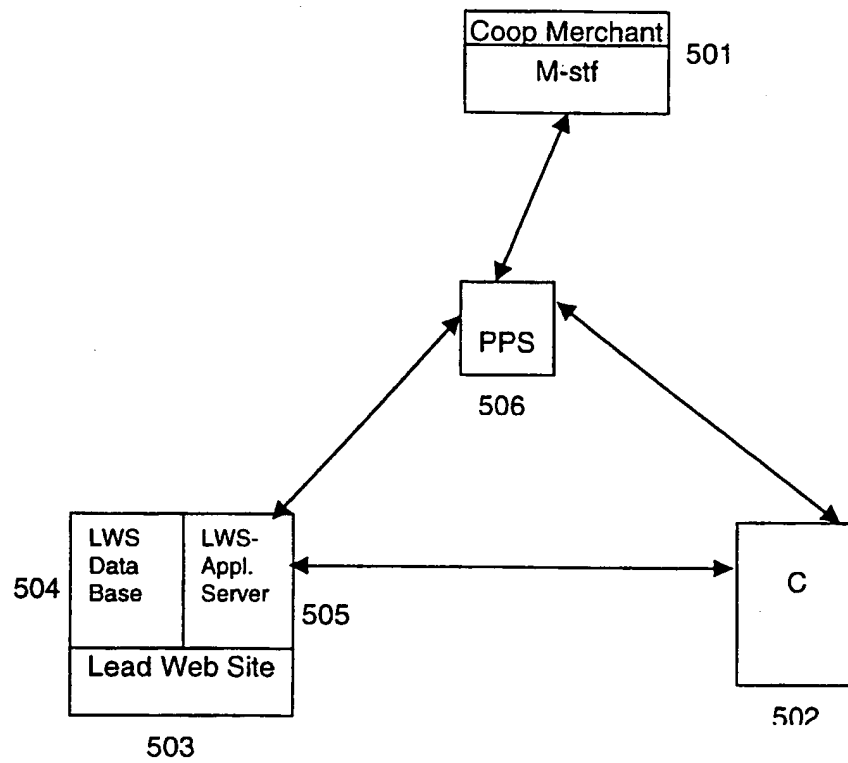 Coop Merchant
M-stf
501
PPS
506
LWS
Data
Base
LWS-
Appl.
Server
504
505
Lead Web Site
503
C
502